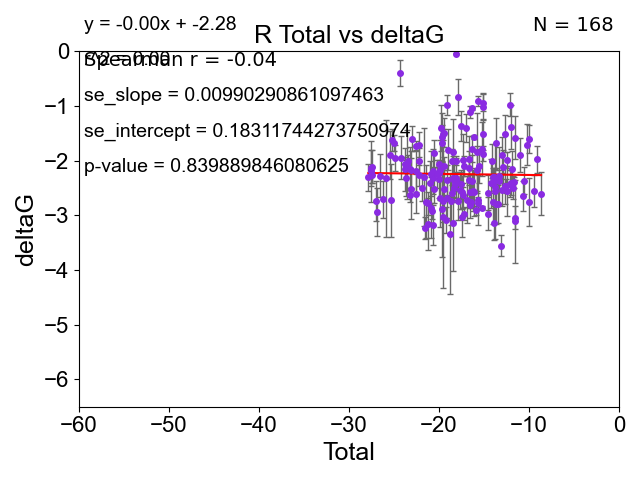 y = -0.00x + -2.28
N = 168
R Total vs deltaG
Spearman r = -0.04
se_slope = 0.00990290861097463
se_intercept = 0.18311744273750974
p-value = 0.839889846080625
deltaG
0
−1
−2
−3
−4
−5
−6
−60
−50
−40
−30
−20
−10
0
Total